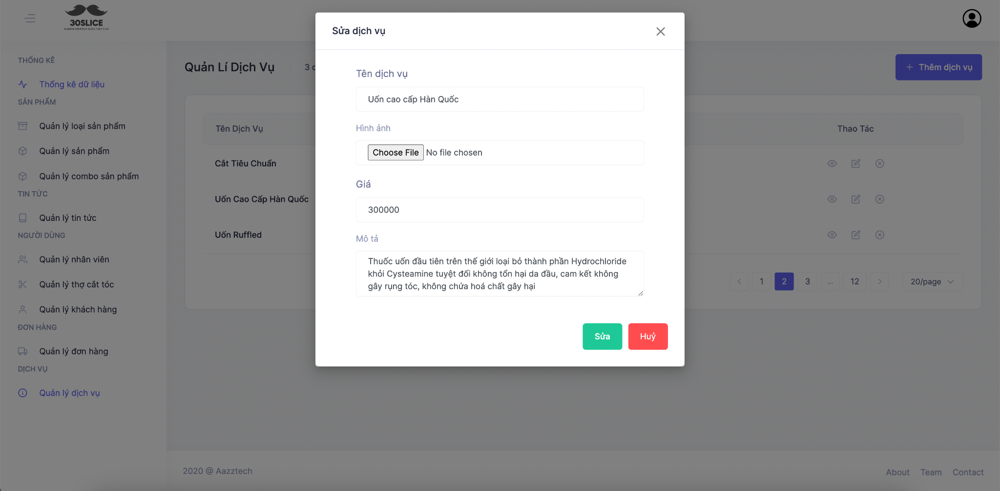 30SLICE
BARBER SHOP ĐẦU HÀNG VIỆT NAM
THỐNG KÊ
Thống kê dữ liệu
SẢN PHẨM
Quản lý loại sản phẩm
Quản lý sản phẩm
Quản lý combo sản phẩm
TIN TỨC
Quản lý tin tức
NGƯỜI DÙNG
Quản lý nhân viên
Quản lý thợ cắt tóc
Quản lý khách hàng
ĐƠN HÀNG
Quản lý đơn hàng
DỊCH VỤ
Quản lý dịch vụ
Quản Lí Dịch Vụ
3
Thêm dịch vụ
Tên Dịch Vụ
Thao Tác
Cắt Tiêu Chuẩn
Uốn Cao Cấp Hàn Quốc
Uốn Ruffled
1 2 3 ... 12 20/page
Sửa dịch vụ
Tên dịch vụ
Uốn cao cấp Hàn Quốc
Hình ảnh
Choose File No file chosen
Giá
300000
Mô tả
Thuốc uốn đầu tiên trên thế giới loại bỏ thành phần Hydrochloride
khỏi Cysteamine tuyệt đối không tổn hại da đầu, cam kết không
gây rụng tóc, không chứa hoá chất gây hại
Sửa Huỷ
2020 @ Aazztech
About Team Contact